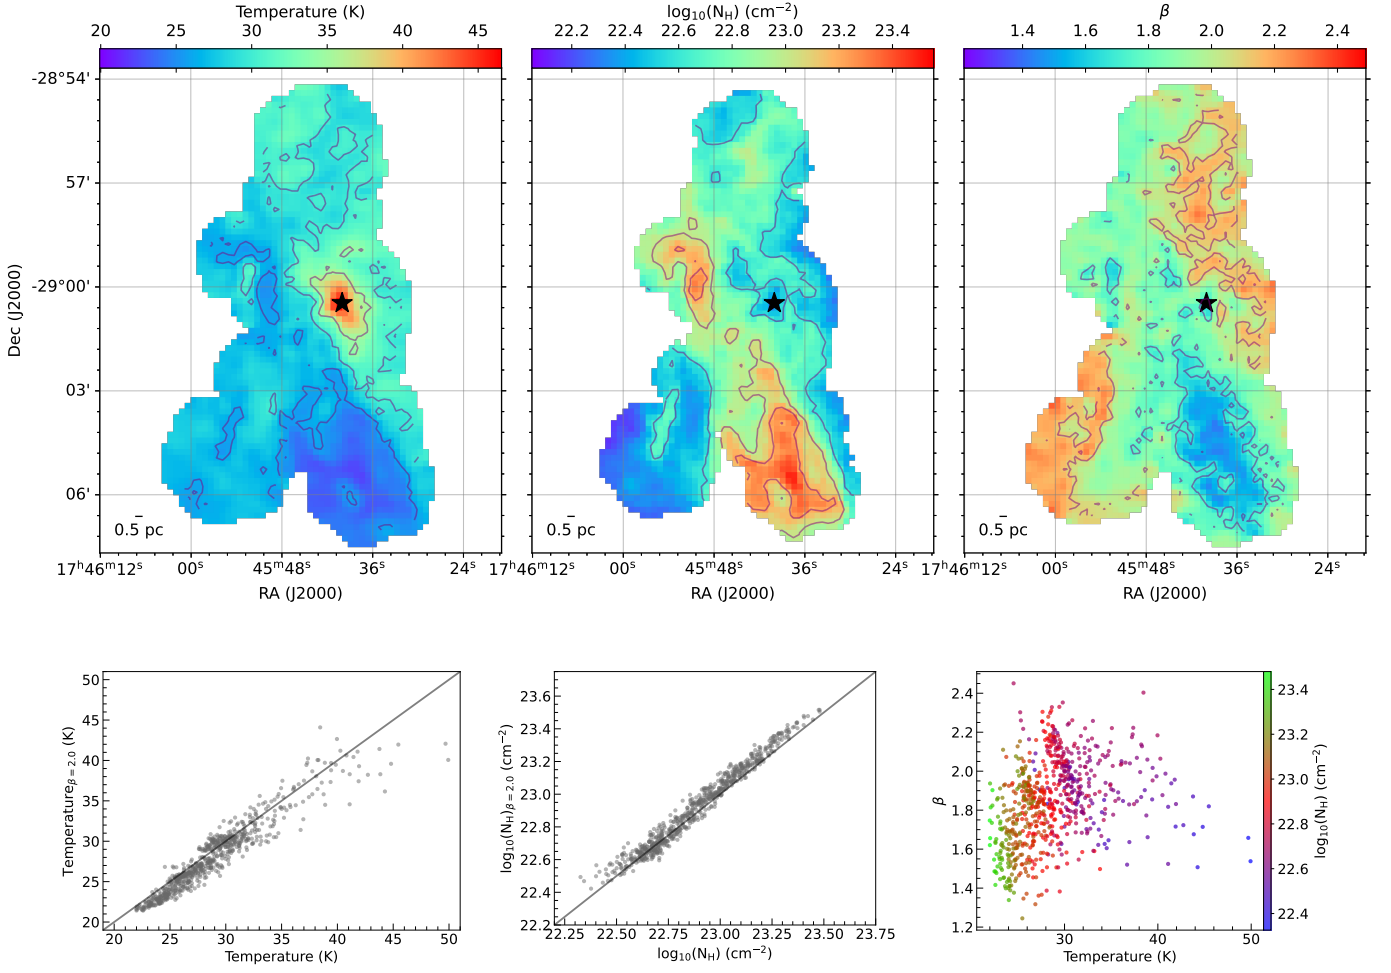 Temperature (K)
20 25 30 35 40 45
log₁₀(N_H) (cm⁻²)
22.2 22.4 22.6 22.8 23.0 23.2 23.4
β
1.4 1.6 1.8 2.0 2.2 2.4
Dec (J2000)
-28°54'
57'
-29°00'
03'
06'
0.5 pc
0.5 pc
0.5 pc
17ʰ46ᵐ12ˢ 00ˢ 45ᵐ48ˢ 36ˢ 24ˢ
17ʰ46ᵐ12ˢ 00ˢ 45ᵐ48ˢ 36ˢ 24ˢ
17ʰ46ᵐ12ˢ 00ˢ 45ᵐ48ˢ 36ˢ 24ˢ
RA (J2000)
RA (J2000)
RA (J2000)
Temperature_β=2.0 (K)
50
45
40
35
30
25
20
20 25 30 35 40 45 50
Temperature (K)
log₁₀(N_H)_β=2.0 (cm⁻²)
23.6
23.4
23.2
23.0
22.8
22.6
22.4
22.2
22.25 22.50 22.75 23.00 23.25 23.50 23.75
log₁₀(N_H) (cm⁻²)
β
2.4
2.2
2.0
1.8
1.6
1.4
1.2
30 40 50
Temperature (K)
23.4
23.2
23.0
22.8
22.6
22.4
log₁₀(N_H) (cm⁻²)